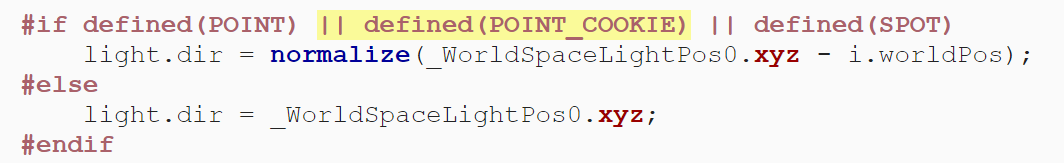 #if defined(POINT) || defined(POINT_COOKIE) || defined(SPOT)
    light.dir = normalize(_WorldSpaceLightPos0.xyz - i.worldPos);
#else
    light.dir = _WorldSpaceLightPos0.xyz;
#endif